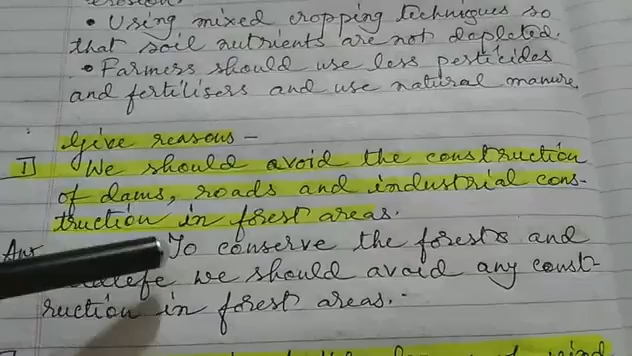 • Using mixed cropping techniques so
that soil nutrients are not depleted.
• Farmers should use less pesticides
and fertilisers and use natural manure
Give reasons -
I] We should avoid the construction
of dams, roads and industrial cons-
truction in forest areas.
Ans To conserve the forests and
we should avoid any const-
ruction in forest areas.